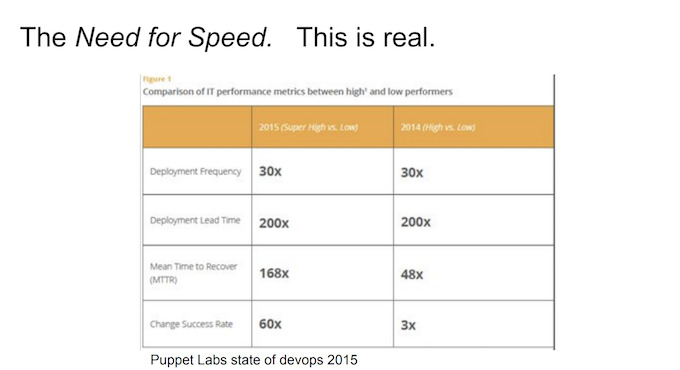 The Need for Speed. This is real.
Figure 1
Comparison of IT performance metrics between high¹ and low performers
2015 (Super High vs. Low) 2014 (High vs. Low)
Deployment Frequency 30x 30x
Deployment Lead Time 200x 200x
Mean Time to Recover
(MTTR) 168x 48x
Change Success Rate 60x 3x
Puppet Labs state of devops 2015